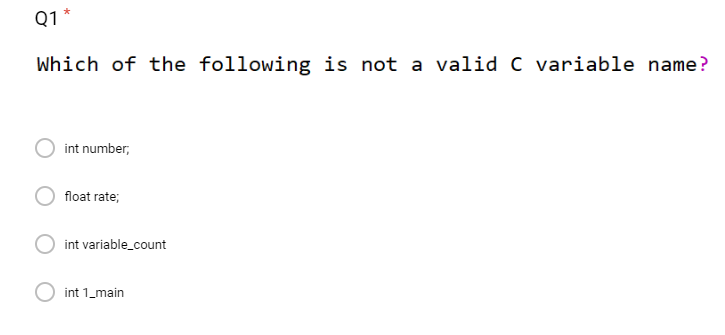 Q1 *
Which of the following is not a valid C variable name?
int number;
float rate;
int variable_count
int 1_main